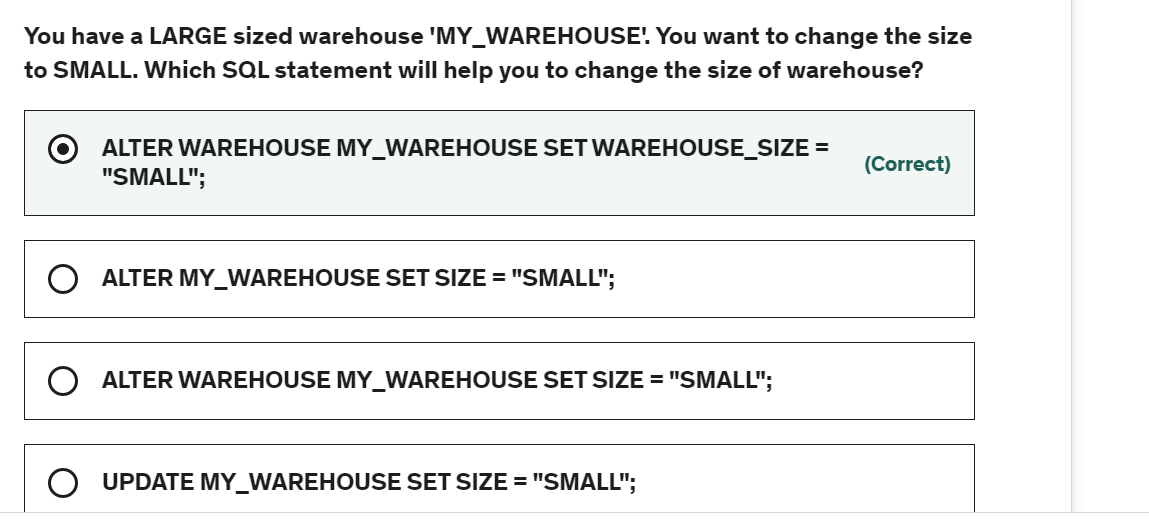 You have a LARGE sized warehouse 'MY_WAREHOUSE'. You want to change the size
to SMALL. Which SQL statement will help you to change the size of warehouse?
ALTER WAREHOUSE MY_WAREHOUSE SET WAREHOUSE_SIZE =
"SMALL";
(Correct)
ALTER MY_WAREHOUSE SET SIZE = "SMALL";
ALTER WAREHOUSE MY_WAREHOUSE SET SIZE = "SMALL";
UPDATE MY_WAREHOUSE SET SIZE = "SMALL";